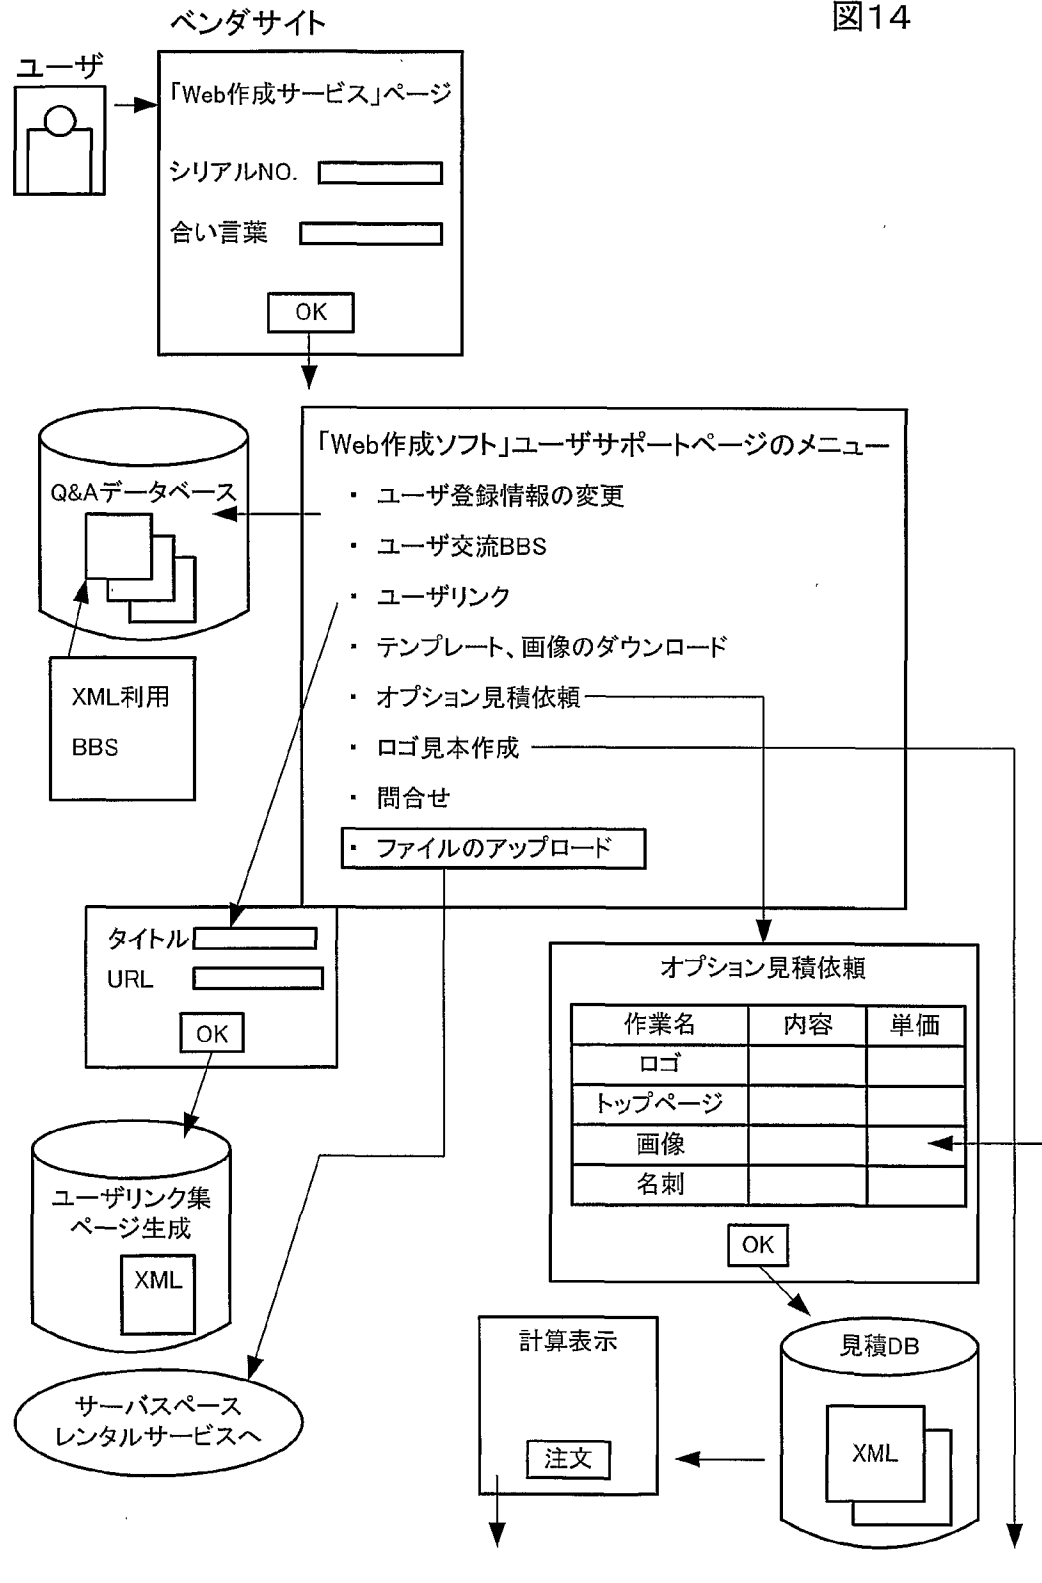 ベンダサイト
図14
ユーザ
「Web作成サービス」ページ
シリアルNO.
合い言葉
OK
「Web作成ソフト」ユーザサポートページのメニュー
・ ユーザ登録情報の変更
・ ユーザ交流BBS
・ ユーザリンク
・ テンプレート、画像のダウンロード
・ オプション見積依頼
・ ロゴ見本作成
・ 問合せ
・ ファイルのアップロード
Q&Aデータベース
XML利用
BBS
タイトル
URL
OK
ユーザリンク集
ページ生成
XML
サーバスペース
レンタルサービスへ
オプション見積依頼
作業名 内容 単価
ロゴ
トップページ
画像
名刺
OK
見積DB
XML
計算表示
注文